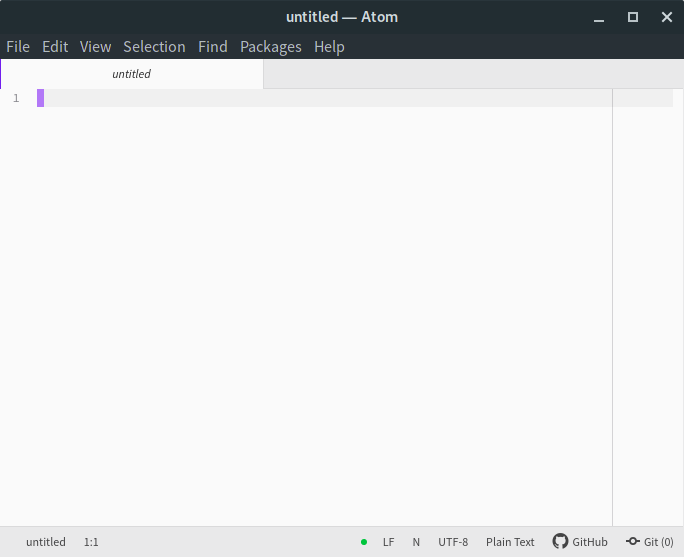 untitled — Atom
File Edit View Selection Find Packages Help
untitled
1
untitled 1:1 LF N UTF-8 Plain Text GitHub Git (0)